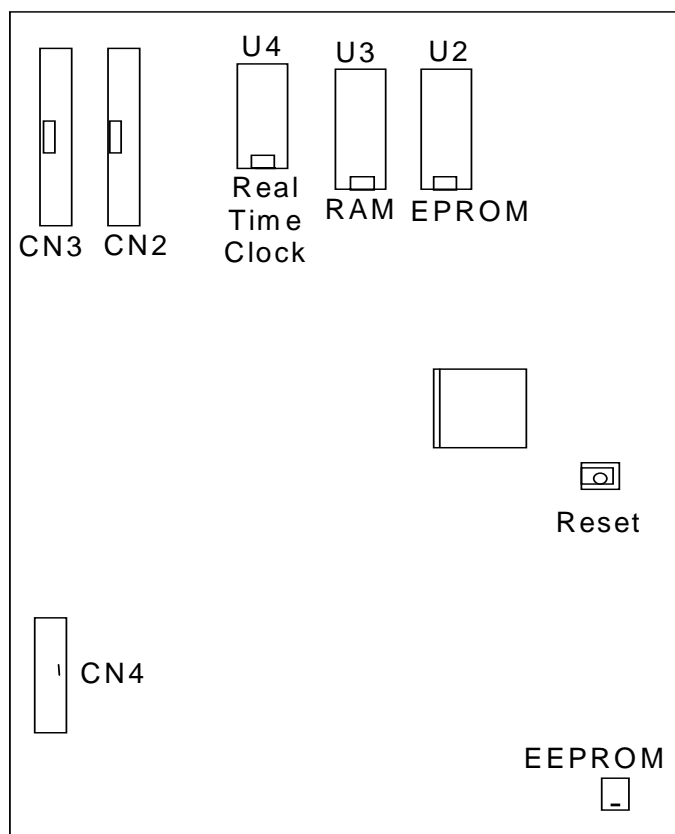 U4
U3
U2
Real
Time
Clock
RAM
EPROM
CN3
CN2
Reset
CN4
EEPROM